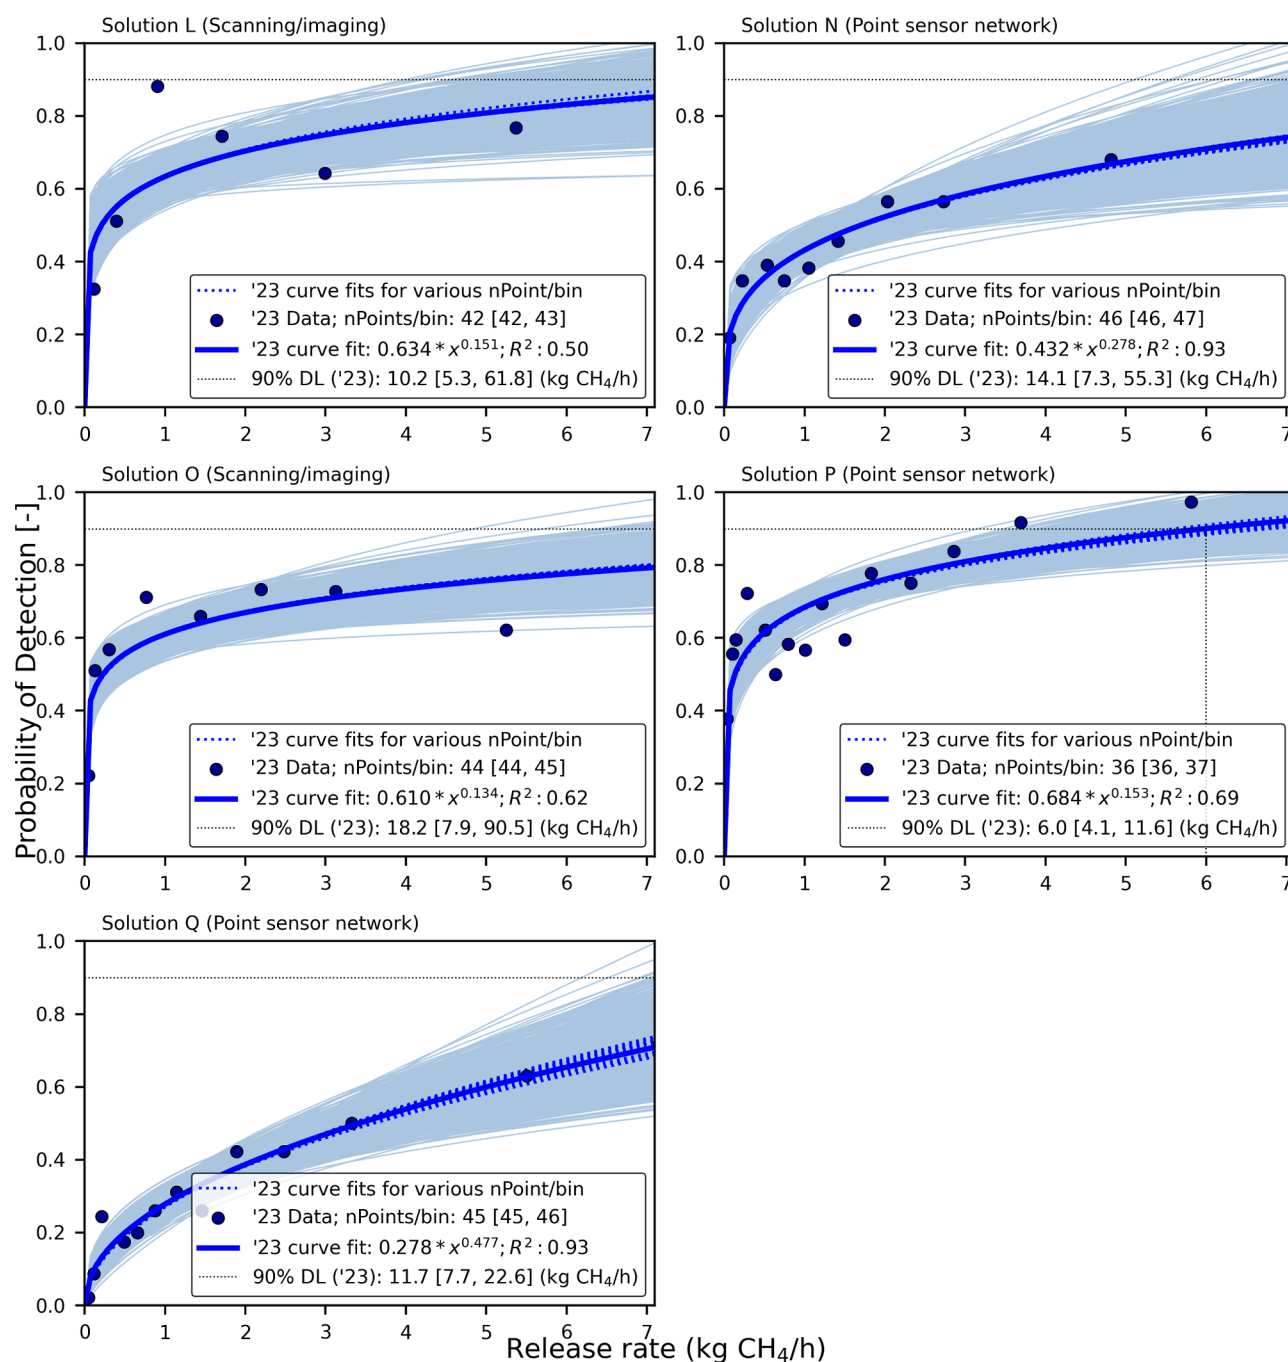 Solution L (Scanning/imaging)
1.0
0.8
0.6
0.4
0.2
0.0
0 1 2 3 4 5 6 7
'23 curve fits for various nPoint/bin
'23 Data; nPoints/bin: 42 [42, 43]
'23 curve fit: 0.634 * x^0.151; R²: 0.50
90% DL ('23): 10.2 [5.3, 61.8] (kg CH₄/h)
Solution N (Point sensor network)
1.0
0.8
0.6
0.4
0.2
0.0
0 1 2 3 4 5 6 7
'23 curve fits for various nPoint/bin
'23 Data; nPoints/bin: 46 [46, 47]
'23 curve fit: 0.432 * x^0.278; R²: 0.93
90% DL ('23): 14.1 [7.3, 55.3] (kg CH₄/h)
Probability of Detection [-]
Solution O (Scanning/imaging)
1.0
0.8
0.6
0.4
0.2
0.0
0 1 2 3 4 5 6 7
'23 curve fits for various nPoint/bin
'23 Data; nPoints/bin: 44 [44, 45]
'23 curve fit: 0.610 * x^0.134; R²: 0.62
90% DL ('23): 18.2 [7.9, 90.5] (kg CH₄/h)
Solution P (Point sensor network)
1.0
0.8
0.6
0.4
0.2
0.0
0 1 2 3 4 5 6 7
'23 curve fits for various nPoint/bin
'23 Data; nPoints/bin: 36 [36, 37]
'23 curve fit: 0.684 * x^0.153; R²: 0.69
90% DL ('23): 6.0 [4.1, 11.6] (kg CH₄/h)
Solution Q (Point sensor network)
1.0
0.8
0.6
0.4
0.2
0.0
0 1 2 3 4 5 6 7
'23 curve fits for various nPoint/bin
'23 Data; nPoints/bin: 45 [45, 46]
'23 curve fit: 0.278 * x^0.477; R²: 0.93
90% DL ('23): 11.7 [7.7, 22.6] (kg CH₄/h)
Release rate (kg CH₄/h)